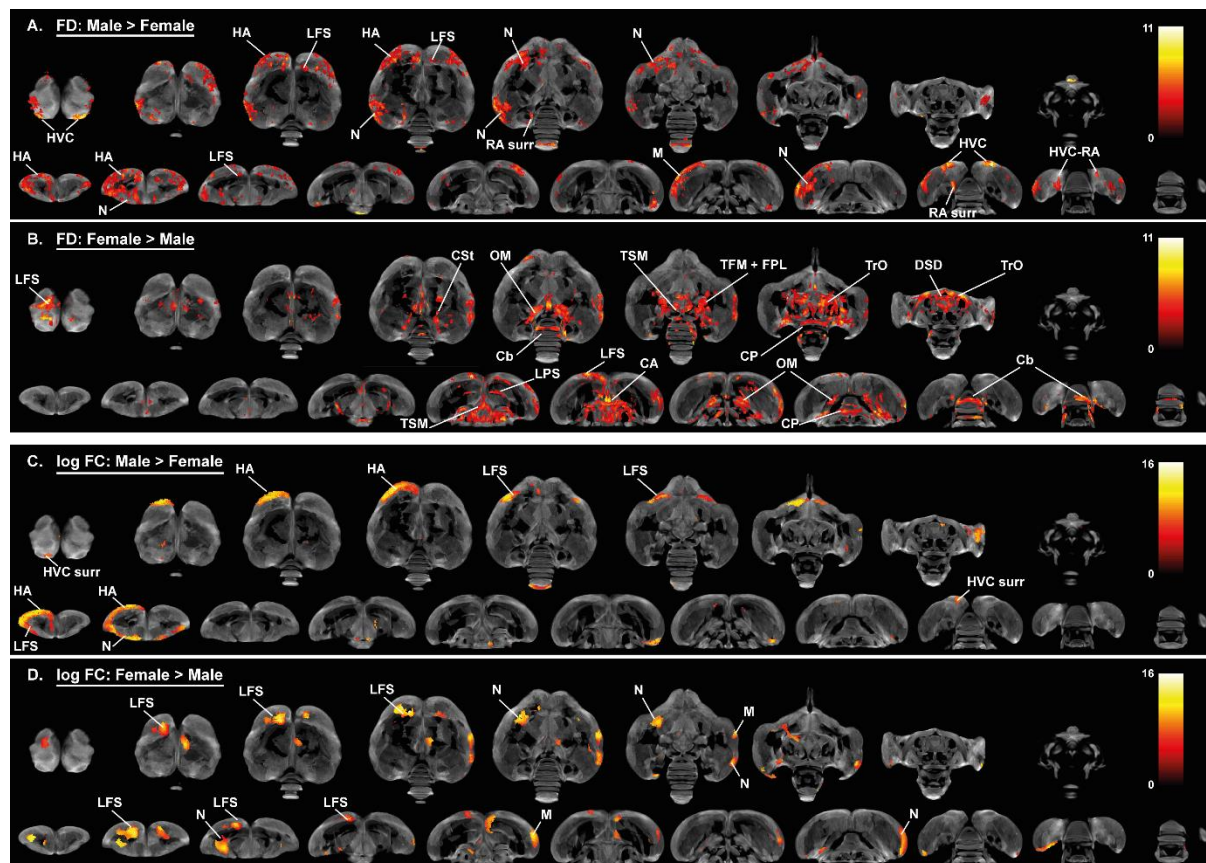 A. FD: Male > Female
HA LFS HA LFS N N 11
HVC N N RA surr 0
HA HA LFS M N HVC HVC-RA
N RA surr
B. FD: Female > Male
LFS CSt OM TSM TFM + FPL TrO DSD TrO 11
Cb CP 0
LFS LPS CA OM Cb
TSM CP
C. log FC: Male > Female
HA HA LFS LFS 16
HVC surr 0
HA HA HVC surr
LFS N
D. log FC: Female > Male
LFS LFS LFS N N M 16
N 0
LFS N LFS LFS M N